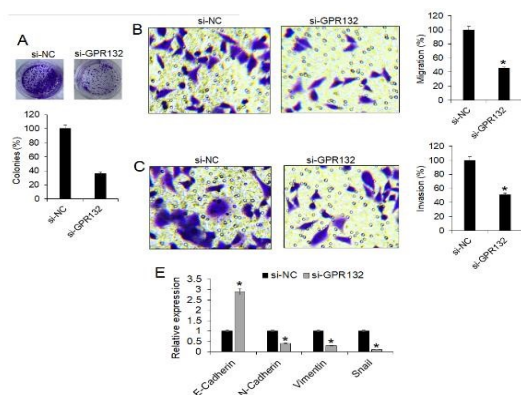 A
si-NC
si-GPR132
120
100
80
60
40
20
0
Colonies (%)
si-NC
si-GPR132
B
si-NC
si-GPR132
Migration (%)
120
100
80
60
40
20
0
*
si-NC
si-GPR132
C
si-NC
si-GPR132
Invasion (%)
120
100
80
60
40
20
0
*
si-NC
si-GPR132
E
si-NC
si-GPR132
Relative expression
3.5
3
2.5
2
1.5
1
0.5
0
*
*
*
*
E-Cadherin
N-Cadherin
Vimentin
Snail